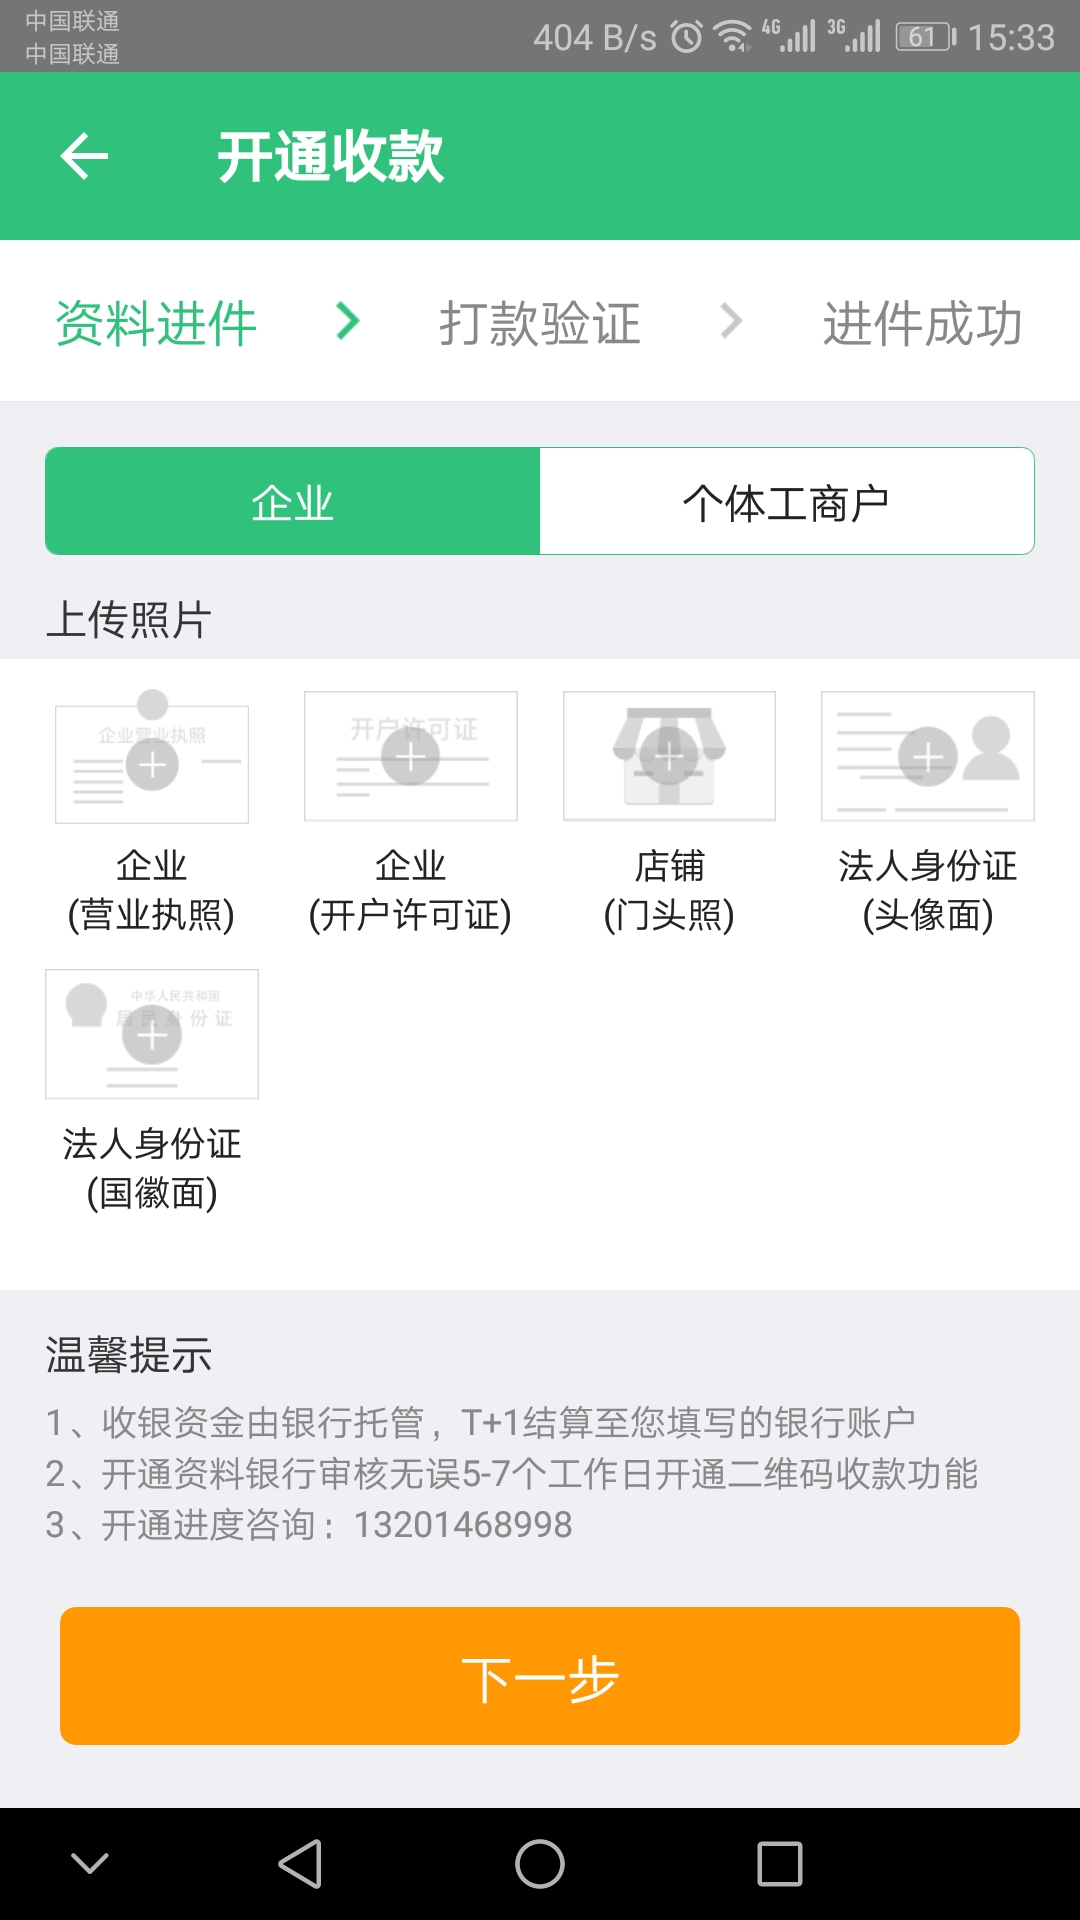 中国联通
中国联通
404 B/s 4G 3G 61 15:33
开通收款
资料进件 打款验证 进件成功
企业 个体工商户
上传照片
企业营业执照 开户许可证
企业 企业 店铺 法人身份证
(营业执照) (开户许可证) (门头照) (头像面)
中华人民共和国
居民身份证
法人身份证
(国徽面)
温馨提示
1、收银资金由银行托管，T+1结算至您填写的银行账户
2、开通资料银行审核无误5-7个工作日开通二维码收款功能
3、开通进度咨询：13201468998
下一步